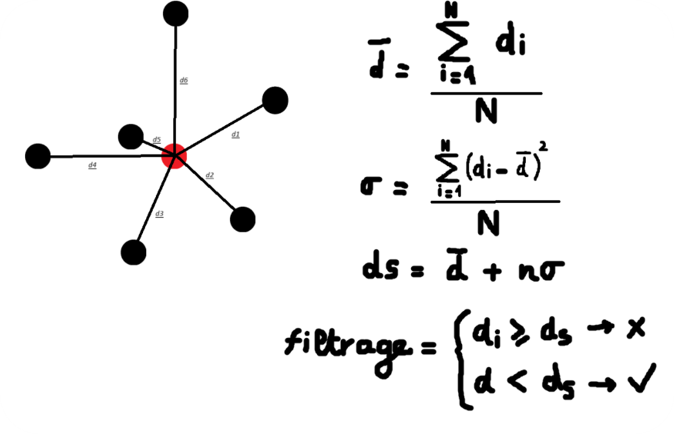 d6
d1
d5
d4
d2
d3
d̄ = Σ_{i=1}^{N} di / N
σ = Σ_{i=1}^{N} (di - d̄)² / N
ds = d̄ + nσ
filtrage = { di ⩾ ds → x
d < ds → ✓